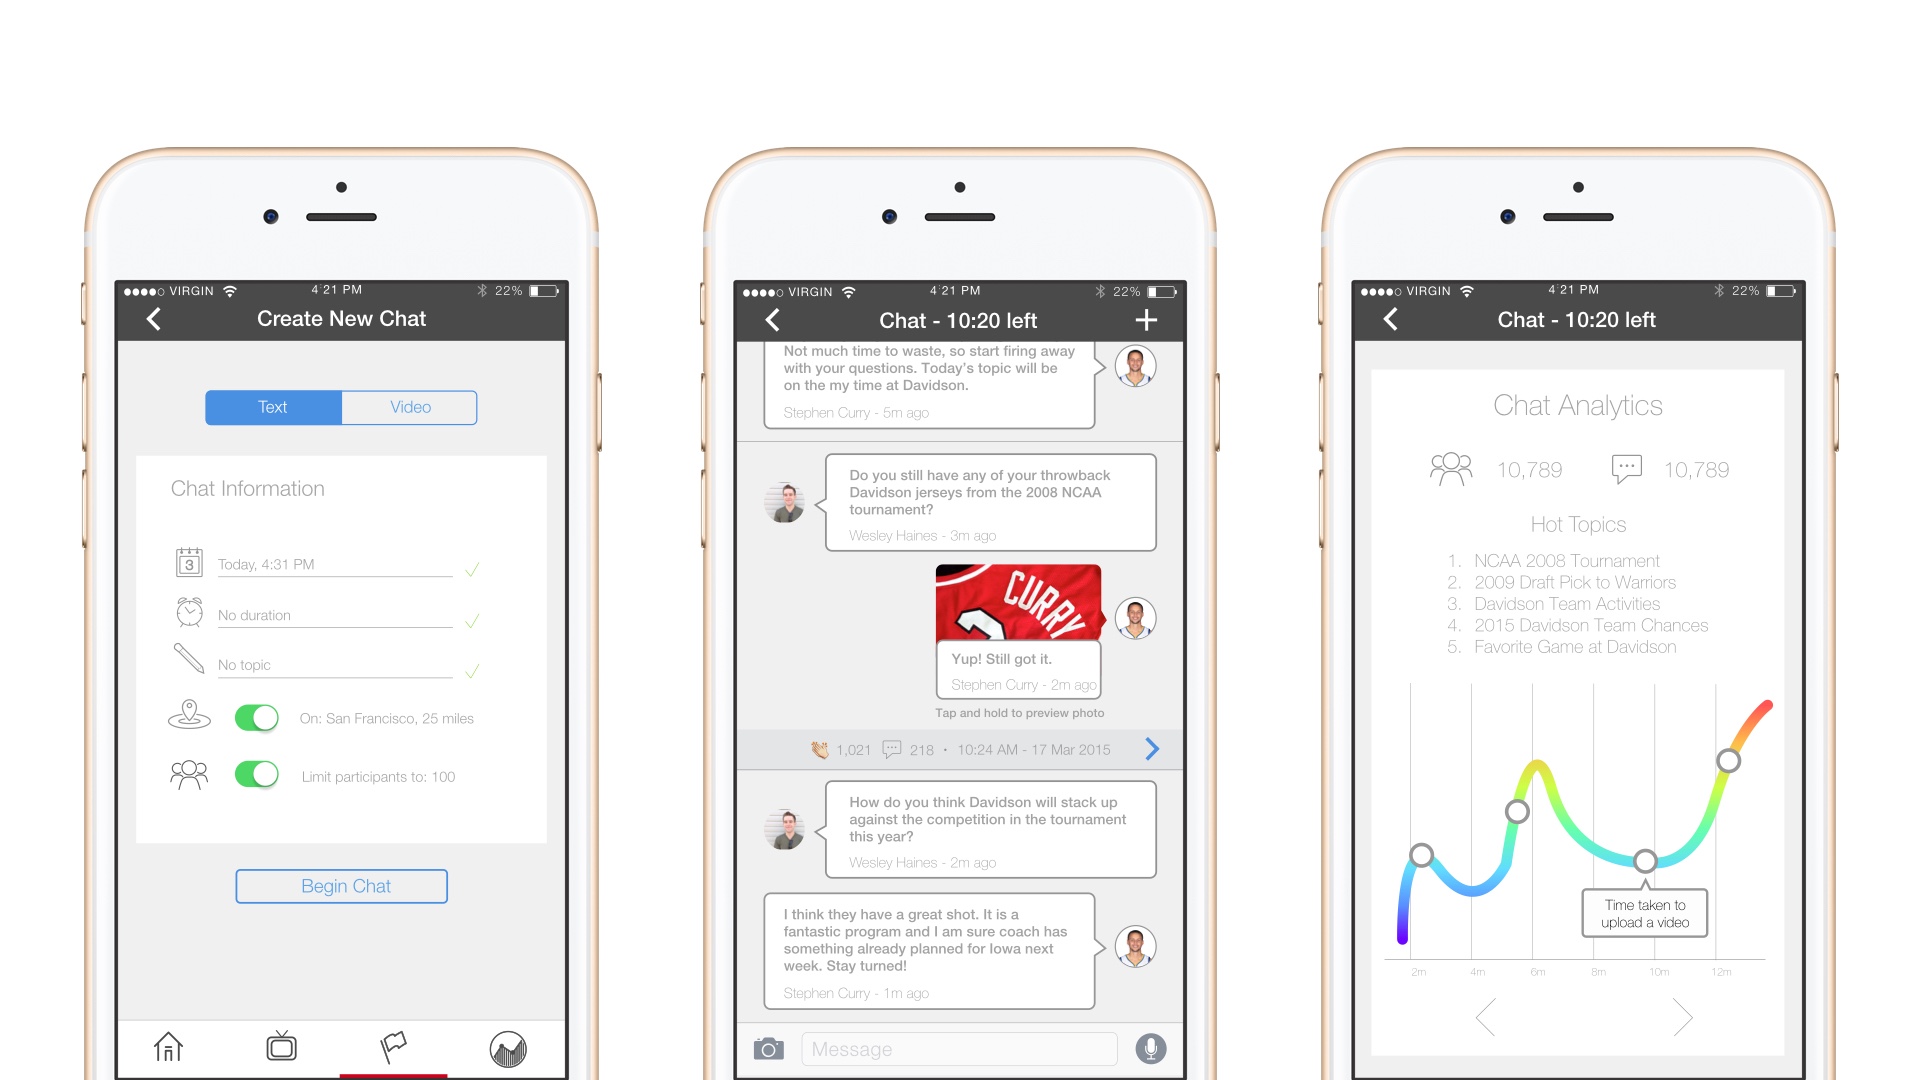 VIRGIN
4:21 PM
22%
Create New Chat
Text
Video
Chat Information
3
Today, 4:31 PM
No duration
No topic
On: San Francisco, 25 miles
Limit participants to: 100
Begin Chat
VIRGIN
4:21 PM
22%
Chat - 10:20 left
Not much time to waste, so start firing away
with your questions. Today's topic will be
on the my time at Davidson.
Stephen Curry - 5m ago
Do you still have any of your throwback
Davidson jerseys from the 2008 NCAA
tournament?
Wesley Haines - 3m ago
CURRY
Yup! Still got it.
Stephen Curry - 2m ago
Tap and hold to preview photo
1,021
218 · 10:24 AM - 17 Mar 2015
How do you think Davidson will stack up
against the competition in the tournament
this year?
Wesley Haines - 2m ago
I think they have a great shot. It is a
fantastic program and I am sure coach has
something already planned for Iowa next
week. Stay turned!
Stephen Curry - 1m ago
Message
VIRGIN
4:21 PM
22%
Chat - 10:20 left
Chat Analytics
10,789
10,789
Hot Topics
1. NCAA 2008 Tournament
2. 2009 Draft Pick to Warriors
3. Davidson Team Activities
4. 2015 Davidson Team Chances
5. Favorite Game at Davidson
Time taken to
upload a video
2m 4m 6m 8m 10m 12m